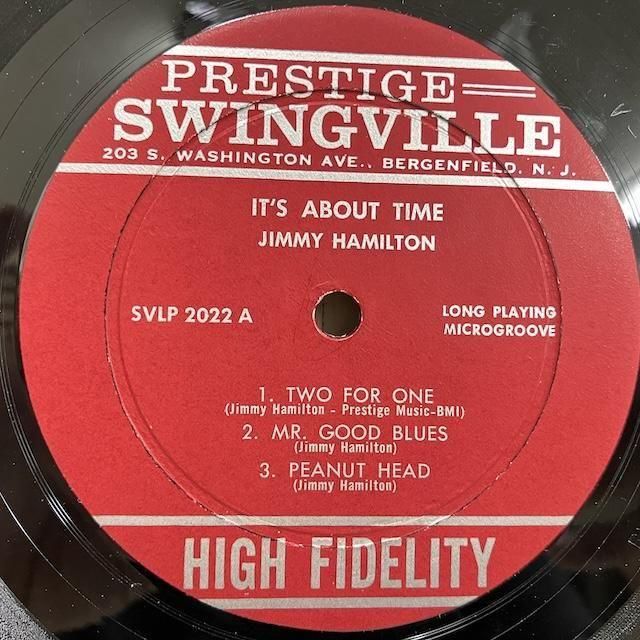 PRESTIGE
SWINGVILLE
203 S. WASHINGTON AVE., BERGENFIELD, N. J.
IT'S ABOUT TIME
JIMMY HAMILTON
SVLP 2022 A
LONG PLAYING
MICROGROOVE
1. TWO FOR ONE
(Jimmy Hamilton - Prestige Music-BMI)
2. MR. GOOD BLUES
(Jimmy Hamilton)
3. PEANUT HEAD
(Jimmy Hamilton)
HIGH FIDELITY